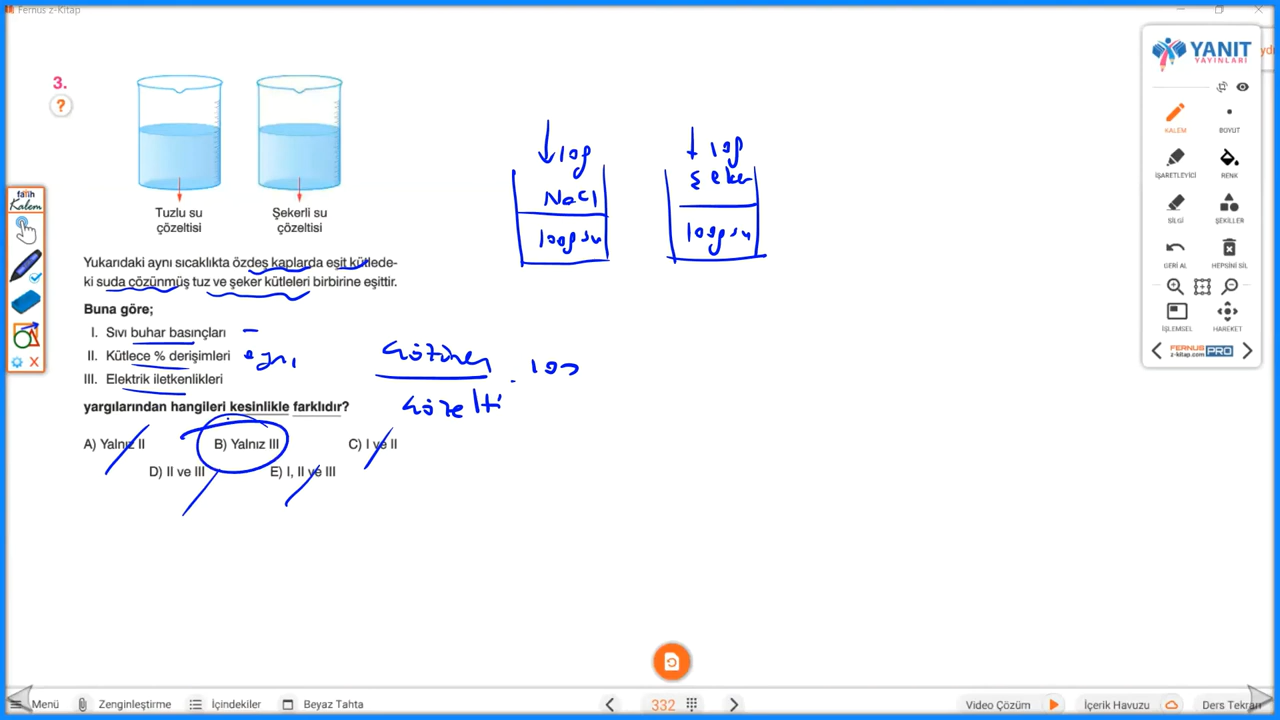 Fernus z-Kitap
YANIT
YAYINLARI
3.
?
10g
NaCl
100g su
10g
şeker
100g su
KALEM
BOYUT
İŞARETLEYİCİ
RENK
SİLGİ
ŞEKİLLER
GERİ AL
HEPSİNİ SİL
İŞLEMSEL
HAREKET
FERNUS PRO
z-kitap.com
fatih
Kalem
Tuzlu su
çözeltisi
Şekerli su
çözeltisi
Yukarıdaki aynı sıcaklıkta özdeş kaplarda eşit kütlede-
ki suda çözünmüş tuz ve şeker kütleleri birbirine eşittir.
Buna göre;
I. Sıvı buhar basınçları
II. Kütlece % derişimleri aynı
III. Elektrik iletkenlikleri
çözünen
çözelti
. 100
yargılarından hangileri kesinlikle farklıdır?
A) Yalnız II B) Yalnız III C) I ve II
D) II ve III E) I, II ve III
Menü Zenginleştirme İçindekiler Beyaz Tahta 332 Video Çözüm İçerik Havuzu Ders Tekrarı